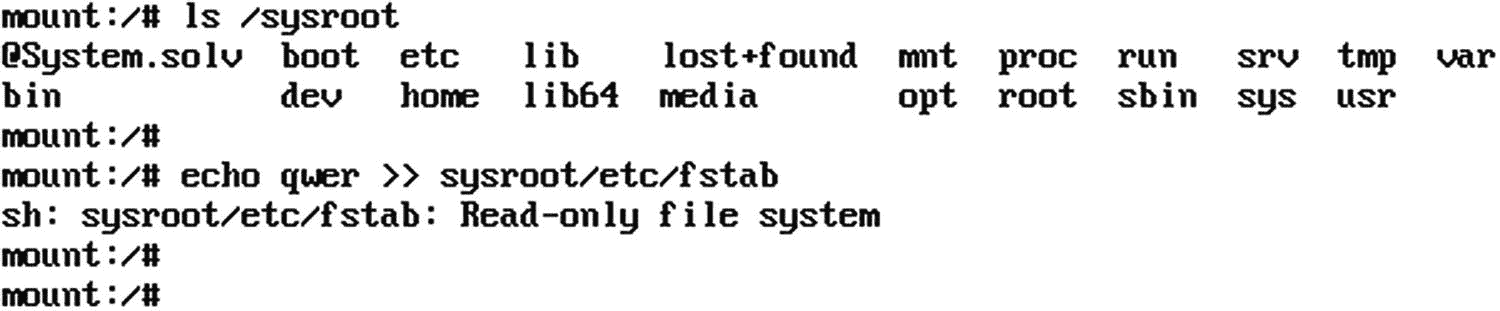 mount:/# ls /sysroot
@System.solv boot etc lib lost+found mnt proc run srv tmp var
bin dev home lib64 media opt root sbin sys usr
mount:/#
mount:/# echo qwer >> sysroot/etc/fstab
sh: sysroot/etc/fstab: Read-only file system
mount:/#
mount:/#